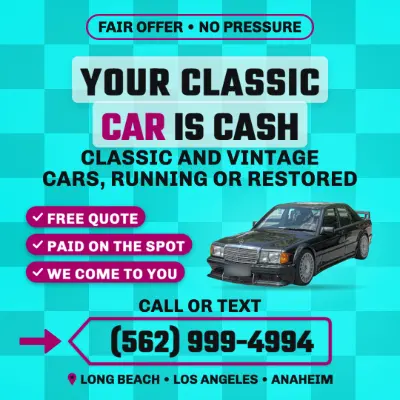 FAIR OFFER • NO PRESSURE
YOUR CLASSIC
CAR IS CASH
CLASSIC AND VINTAGE
CARS, RUNNING OR RESTORED
FREE QUOTE
PAID ON THE SPOT
WE COME TO YOU
CALL OR TEXT
(562) 999-4994
LONG BEACH • LOS ANGELES • ANAHEIM